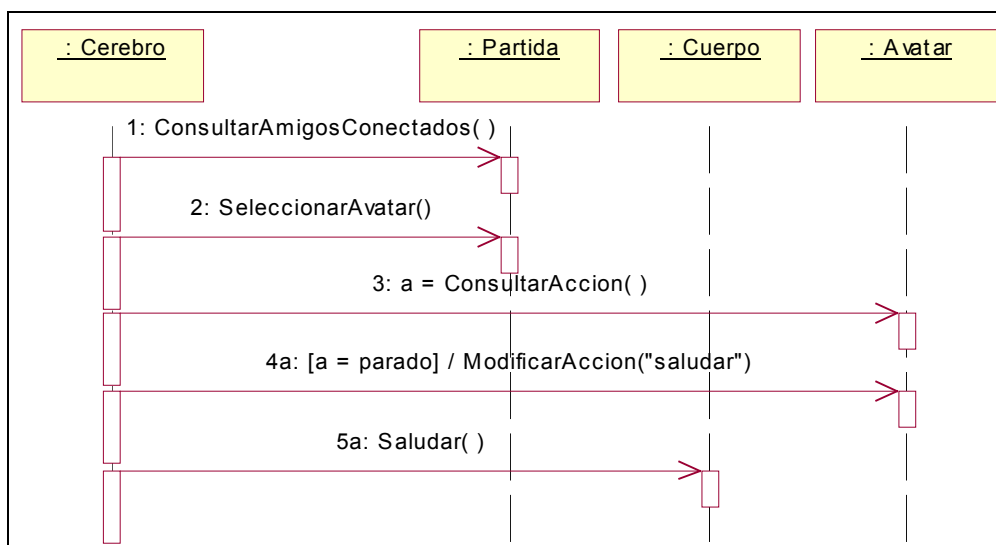 : Cerebro
: Partida
: Cuerpo
: Avatar
1: ConsultarAmigosConectados( )
2: SeleccionarAvatar()
3: a = ConsultarAccion( )
4a: [a = parado] / ModificarAccion("saludar")
5a: Saludar( )